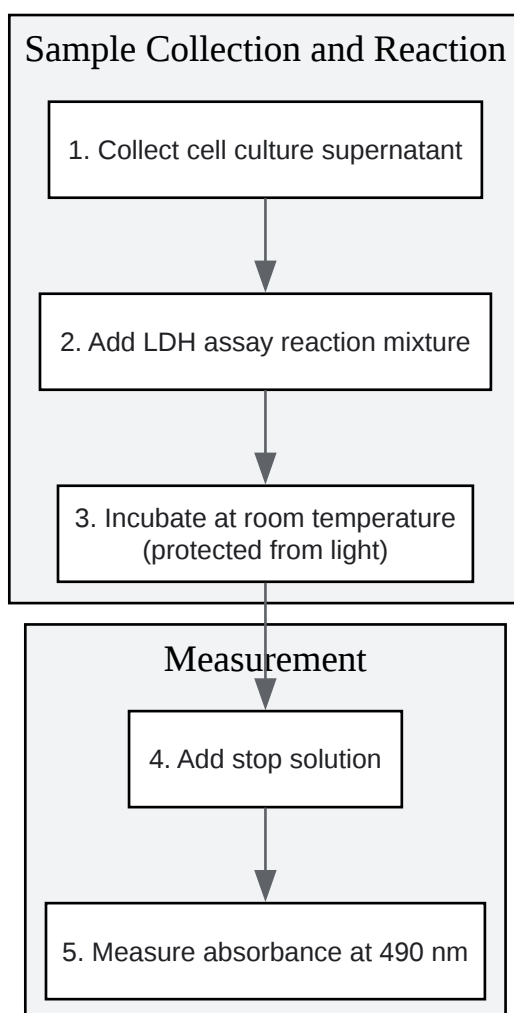 Sample Collection and Reaction
1. Collect cell culture supernatant
2. Add LDH assay reaction mixture
3. Incubate at room temperature
(protected from light)
Measurement
4. Add stop solution
5. Measure absorbance at 490 nm